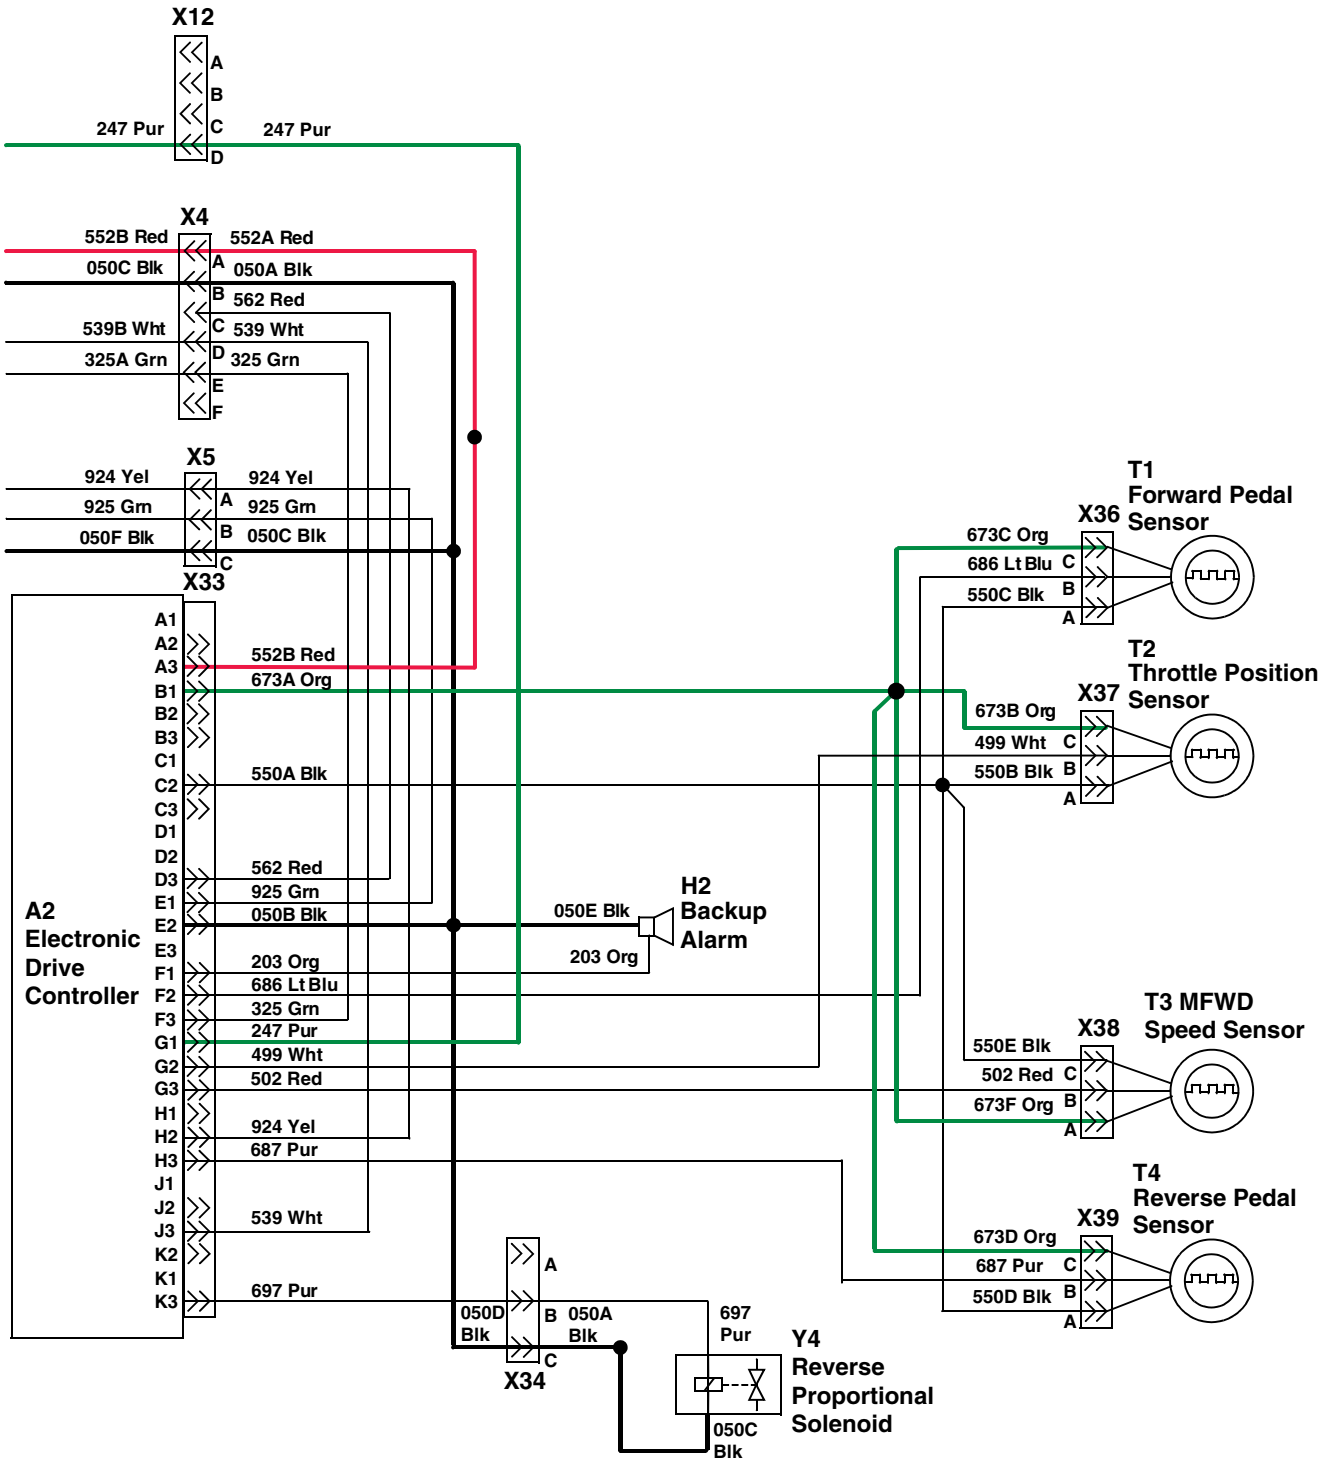 X12
A
B
C
D
247 Pur
247 Pur
X4
552B Red
552A Red
A
050C Blk
050A Blk
B
562 Red
C
539B Wht
539 Wht
D
325A Grn
325 Grn
E
F
X5
924 Yel
924 Yel
A
925 Grn
925 Grn
B
050F Blk
050C Blk
C
X33
A1
A2
A3
552B Red
B1
673A Org
B2
B3
C1
C2
550A Blk
C3
D1
D2
D3
562 Red
E1
925 Grn
E2
050B Blk
E3
F1
203 Org
F2
686 Lt Blu
F3
325 Grn
G1
247 Pur
G2
499 Wht
G3
502 Red
H1
H2
924 Yel
H3
687 Pur
J1
J2
J3
539 Wht
K2
K1
K3
697 Pur
A2
Electronic
Drive
Controller
H2
Backup
Alarm
050E Blk
203 Org
T1
Forward Pedal
Sensor
X36
673C Org
C
686 Lt Blu
B
550C Blk
A
T2
Throttle Position
Sensor
X37
673B Org
C
499 Wht
B
550B Blk
A
T3 MFWD
Speed Sensor
X38
550E Blk
C
502 Red
B
673F Org
A
T4
Reverse Pedal
Sensor
X39
673D Org
C
687 Pur
B
550D Blk
A
A
B
C
X34
050D
Blk
050A
Blk
697
Pur
Y4
Reverse
Proportional
Solenoid
050C
Blk